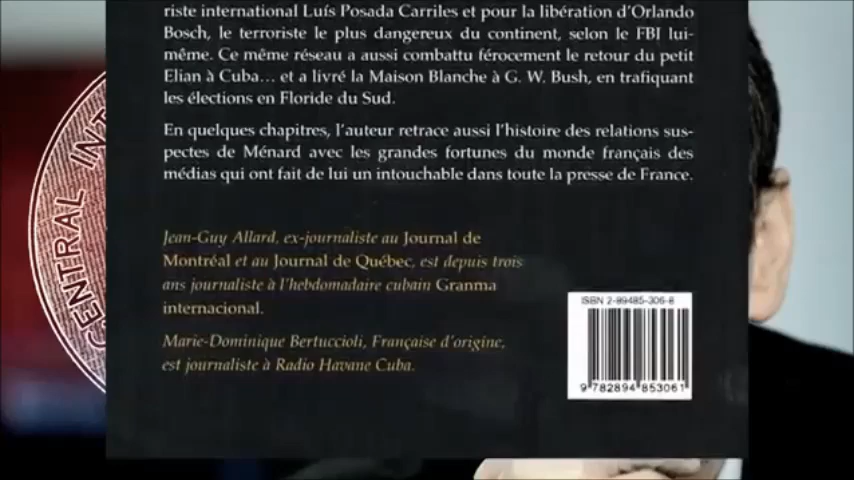 riste international Luís Posada Carriles et pour la libération d'Orlando
Bosch, le terroriste le plus dangereux du continent, selon le FBI lui-
même. Ce même réseau a aussi combattu férocement le retour du petit
Elian à Cuba… et a livré la Maison Blanche à G. W. Bush, en trafiquant
les élections en Floride du Sud.
En quelques chapitres, l'auteur retrace aussi l'histoire des relations sus-
pectes de Ménard avec les grandes fortunes du monde français des
médias qui ont fait de lui un intouchable dans toute la presse de France.
Jean-Guy Allard, ex-journaliste au Journal de
Montréal et au Journal de Québec, est depuis trois
ans journaliste à l'hebdomadaire cubain Granma
internacional.
Marie-Dominique Bertuccioli, Française d'origine,
est journaliste à Radio Havane Cuba.
ISBN 2-89485-306-8
9 782894 853061
CENTRAL INT